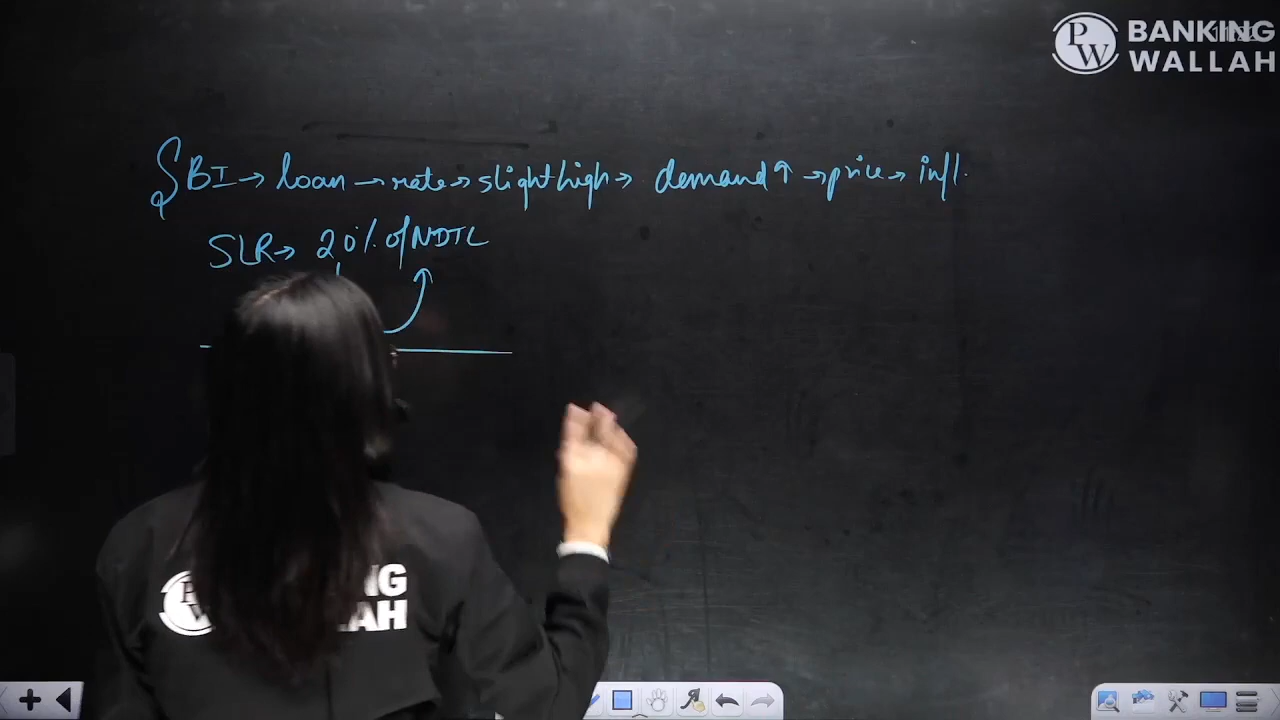 BANKING
WALLAH
SBI → loan → rate → slight high → demand ↑ → price → infl.
SLR → 20% of NDTL